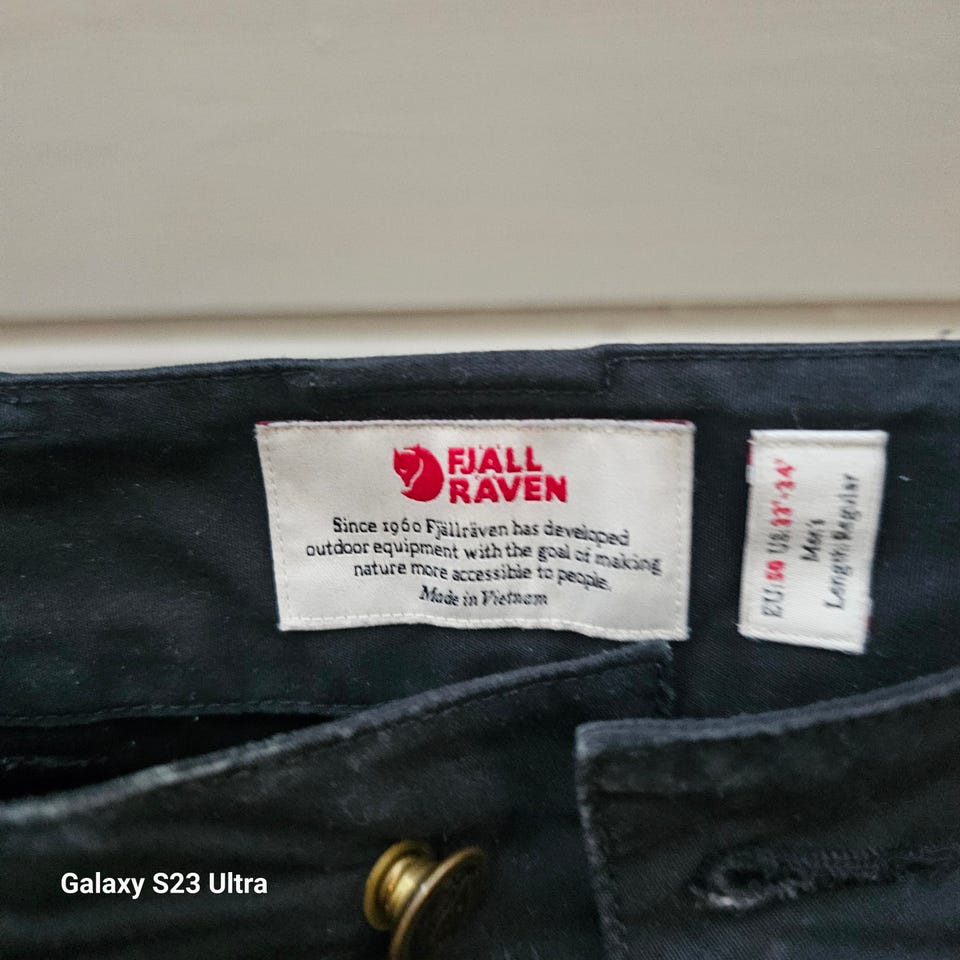 FJÄLL
RÄVEN
Since 1960 Fjällräven has developed
outdoor equipment with the goal of making
nature more accessible to people.
Made in Vietnam
EU: 50 US: 33"-34"
Men's
Length: Regular
Galaxy S23 Ultra